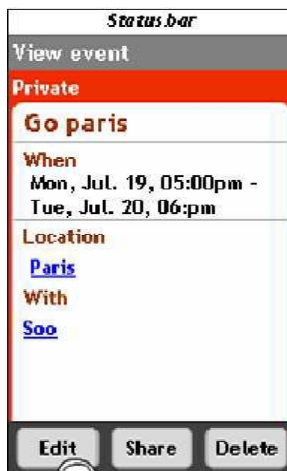 Status.bar
View event
Private
Go paris
When
Mon, Jul. 19, 05:00pm -
Tue, Jul. 20, 06:pm
Location
Paris
With
Soo
Edit Share Delete